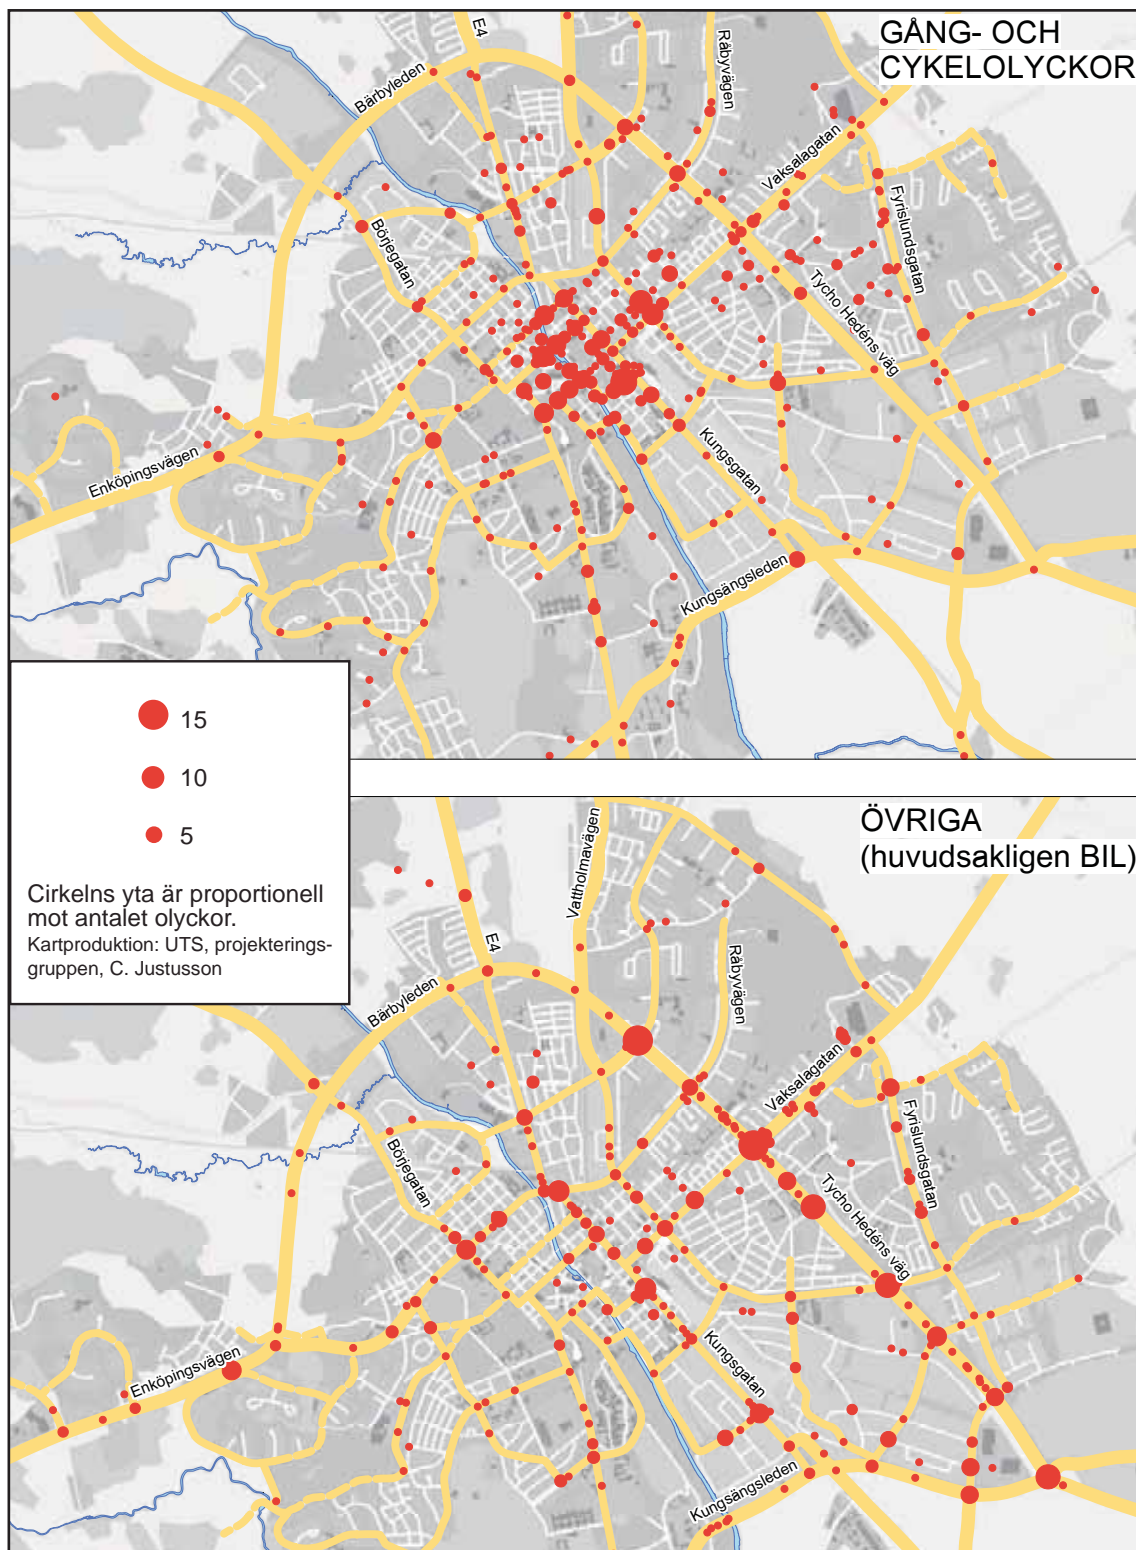 GÅNG- OCH
CYKELOLYCKOR
E4
Råbyvägen
Bärbyleden
Vaksalagatan
Fyrislundsgatan
Börjegatan
Tycho Hedéns väg
Enköpingsvägen
Kungsgatan
Kungsängsleden
15
10
5
Cirkelns yta är proportionell
mot antalet olyckor.
Kartproduktion: UTS, projekterings-
gruppen, C. Justusson
ÖVRIGA
(huvudsakligen BIL)
Vattholmavägen
E4
Råbyvägen
Bärbyleden
Vaksalagatan
Fyrislundsgatan
Börjegatan
Tycho Hedéns väg
Enköpingsvägen
Kungsgatan
Kungsängsleden